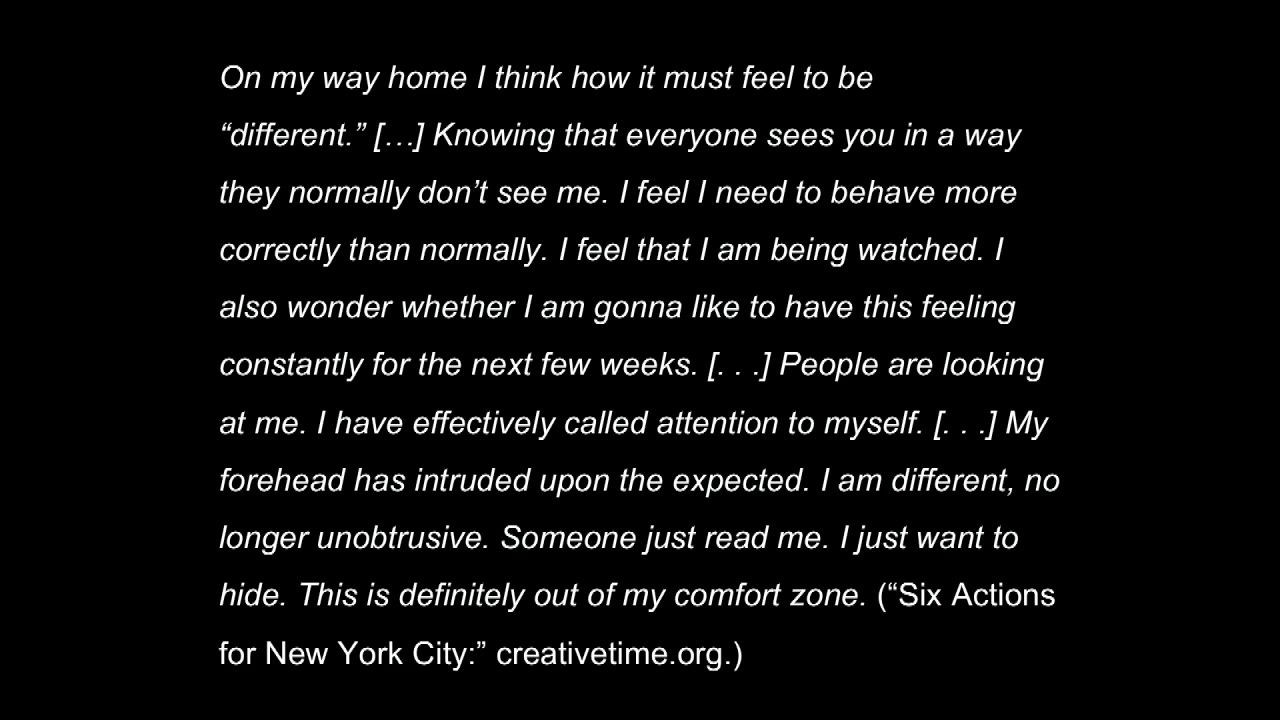 On my way home I think how it must feel to be
“different.” […] Knowing that everyone sees you in a way
they normally don’t see me. I feel I need to behave more
correctly than normally. I feel that I am being watched. I
also wonder whether I am gonna like to have this feeling
constantly for the next few weeks. [. . .] People are looking
at me. I have effectively called attention to myself. [. . .] My
forehead has intruded upon the expected. I am different, no
longer unobtrusive. Someone just read me. I just want to
hide. This is definitely out of my comfort zone. (“Six Actions
for New York City:” creativetime.org.)